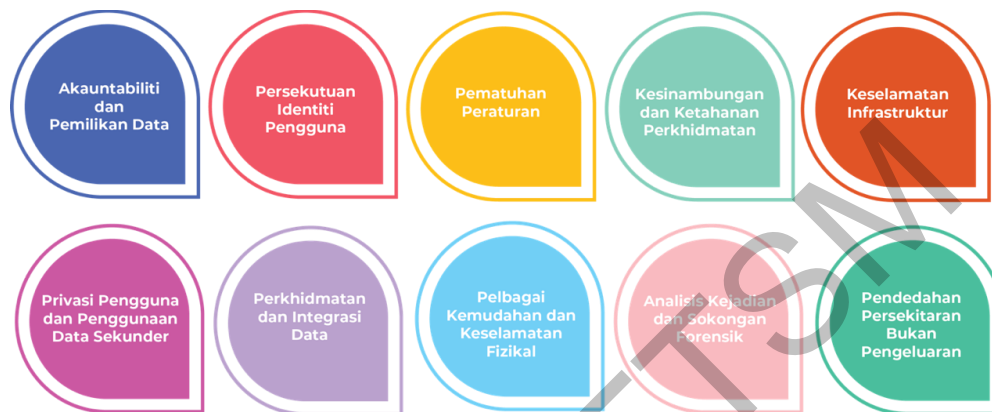 Akauntabiliti
dan
Pemilikan Data
Persekutuan
Identiti
Pengguna
Pematuhan
Peraturan
Kesinambungan
dan Ketahanan
Perkhidmatan
Keselamatan
Infrastruktur
Privasi Pengguna
dan Penggunaan
Data Sekunder
Perkhidmatan
dan Integrasi
Data
Pelbagai
Kemudahan dan
Keselamatan
Fizikal
Analisis Kejadian
dan Sokongan
Forensik
Pendedahan
Persekitaran
Bukan
Pengeluaran
TSM